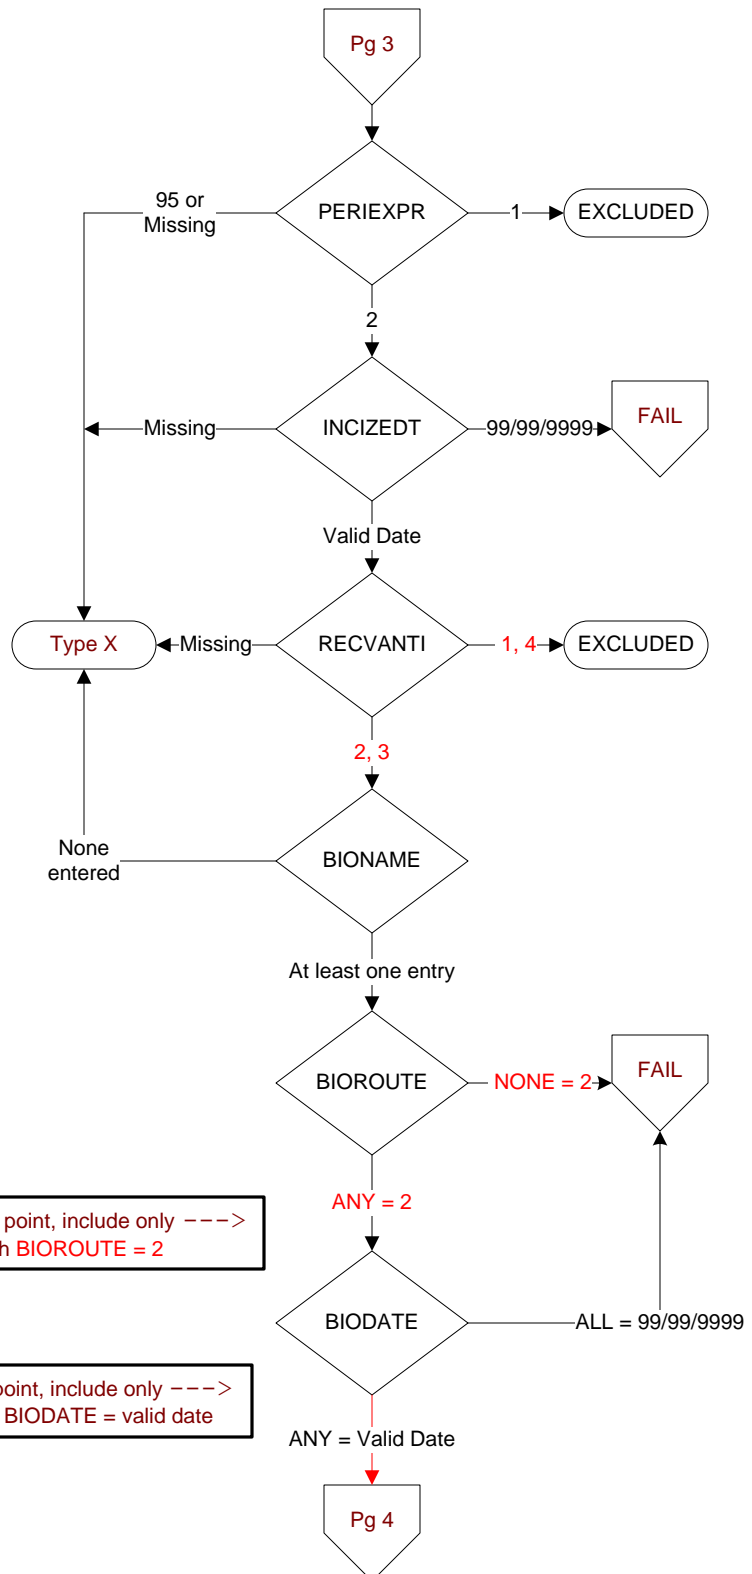 Pg 3
95 or
Missing
PERIEXPR
1
EXCLUDED
2
Missing
INCIZEDT
99/99/9999
FAIL
Valid Date
Type X
Missing
RECVANTI
1, 4
EXCLUDED
2, 3
None
entered
BIONAME
At least one entry
BIOROUTE
NONE = 2
FAIL
ANY = 2
point, include only --->
h BIOROUTE = 2
BIODATE
ALL = 99/99/9999
point, include only --->
BIODATE = valid date
ANY = Valid Date
Pg 4